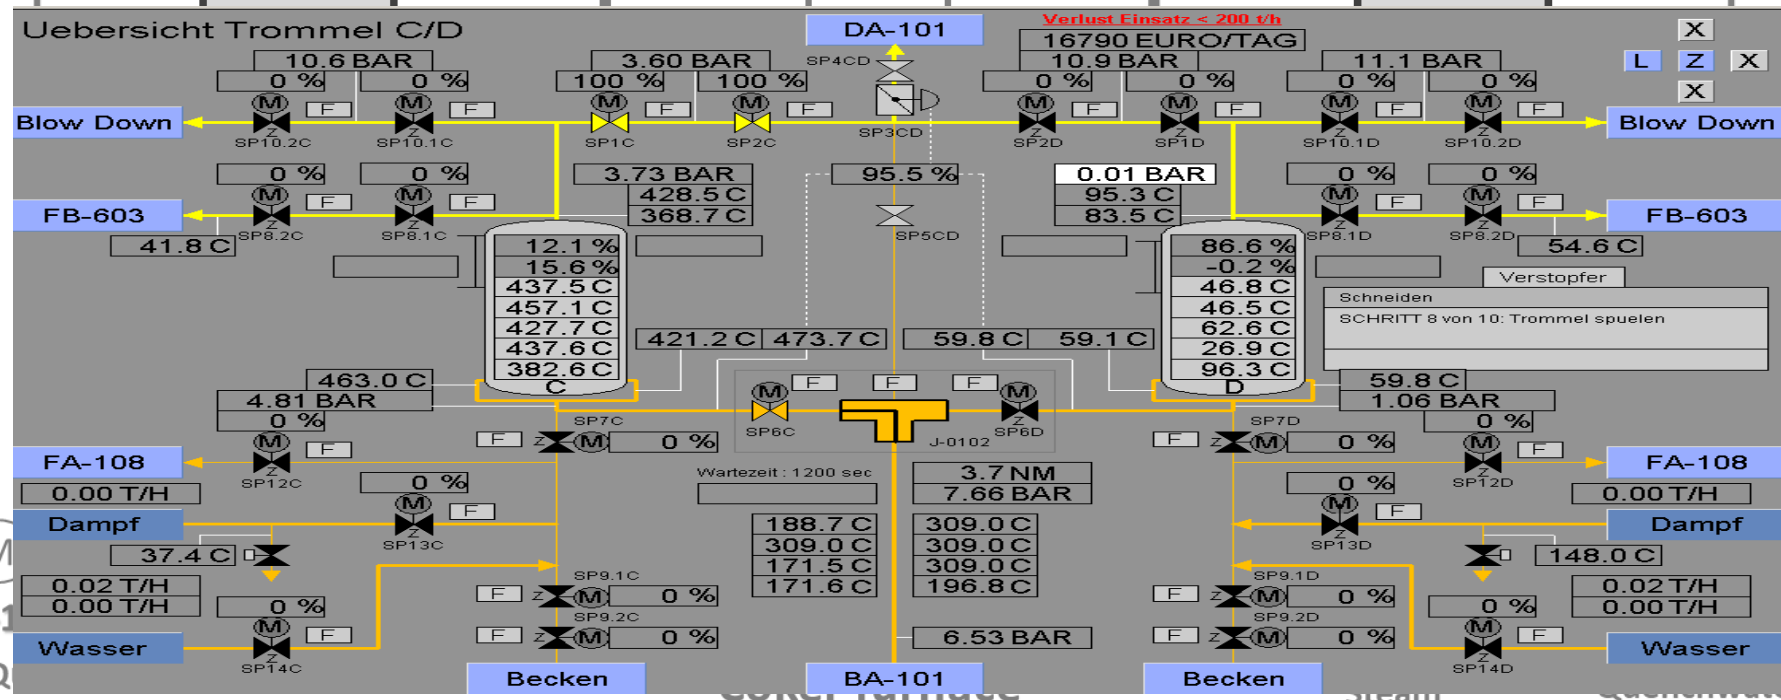 Uebersicht Trommel C/D
DA-101
Verlust Einsatz < 200 t/h
16790 EURO/TAG
X
L Z X
X
10.6 BAR
3.60 BAR
SP4CD
10.9 BAR
11.1 BAR
0 % 0 % 100 % 100 % 0 % 0 % 0 % 0 %
M F M F M F M F M F M F M F M F
Blow Down
Blow Down
Z Z Z Z Z Z
SP10.2C SP10.1C SP1C SP2C SP3CD SP2D SP1D SP10.1D SP10.2D
0 % 0 % 3.73 BAR 95.5 % 0.01 BAR 0 % 0 %
428.5 C 95.3 C
368.7 C 83.5 C
M F M F M F M F
FB-603
FB-603
Z Z Z Z
SP8.2C SP8.1C SP5CD SP8.1D SP8.2D
41.8 C
54.6 C
12.1 %
15.6 %
437.5 C
457.1 C
427.7 C
437.6 C
382.6 C
C
86.6 %
-0.2 %
46.8 C
46.5 C
62.6 C
26.9 C
96.3 C
D
Verstopfer
Schneiden
SCHRITT 8 von 10: Trommel spuelen
421.2 C 473.7 C 59.8 C 59.1 C
463.0 C
4.81 BAR
59.8 C
1.06 BAR
F F F
M M
SP6C J-0102 SP6D
0 %
M F
SP7C
F Z M 0 %
SP7D
F Z M 0 %
0 %
M F
FA-108
Z
SP12C
FA-108
Z
SP12D
0.00 T/H
0.00 T/H
Wartezeit : 1200 sec
3.7 NM
7.66 BAR
0 %
M F
Dampf
Z
SP13C
0 %
M F
Dampf
Z
SP13D
37.4 C
148.0 C
188.7 C 309.0 C
309.0 C 309.0 C
171.5 C 309.0 C
171.6 C 196.8 C
0.02 T/H
0.00 T/H
0.02 T/H
0.00 T/H
SP9.1C
F Z M 0 %
SP9.2C
F Z M 0 %
SP9.1D
F Z M 0 %
SP9.2D
F Z M 0 %
0 %
M F
Wasser
Z
SP14C
6.53 BAR
0 %
M F
Wasser
Z
SP14D
Becken
BA-101
Becken